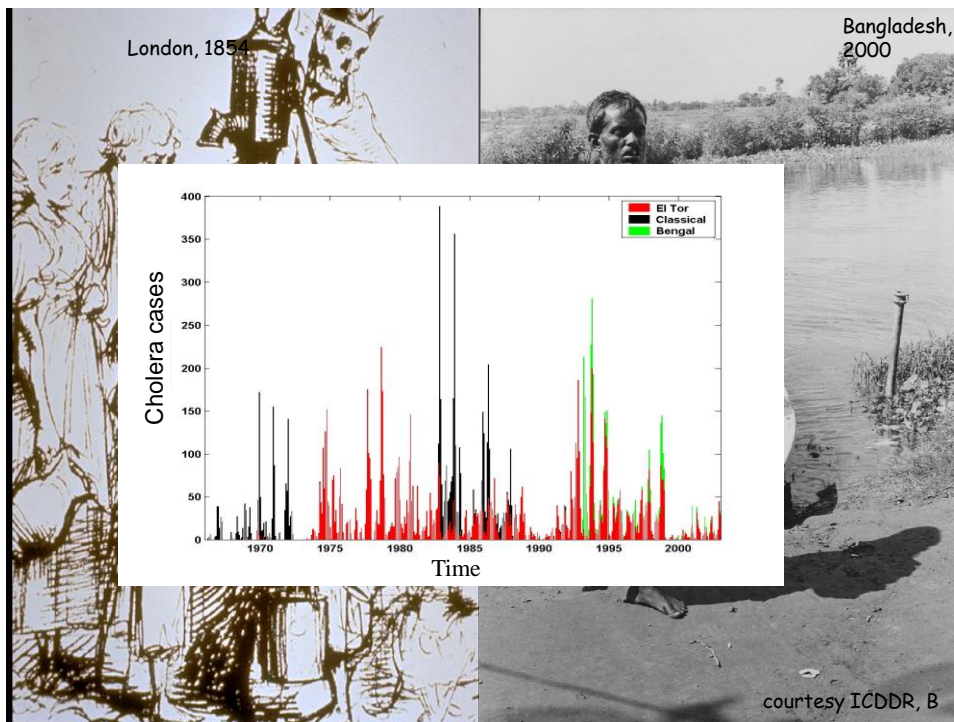 London, 1854
Bangladesh,
2000
400
350
300
250
200
150
100
50
0
Cholera cases
El Tor
Classical
Bengal
1970
1975
1980
1985
1990
1995
2000
Time
courtesy ICDDR, B